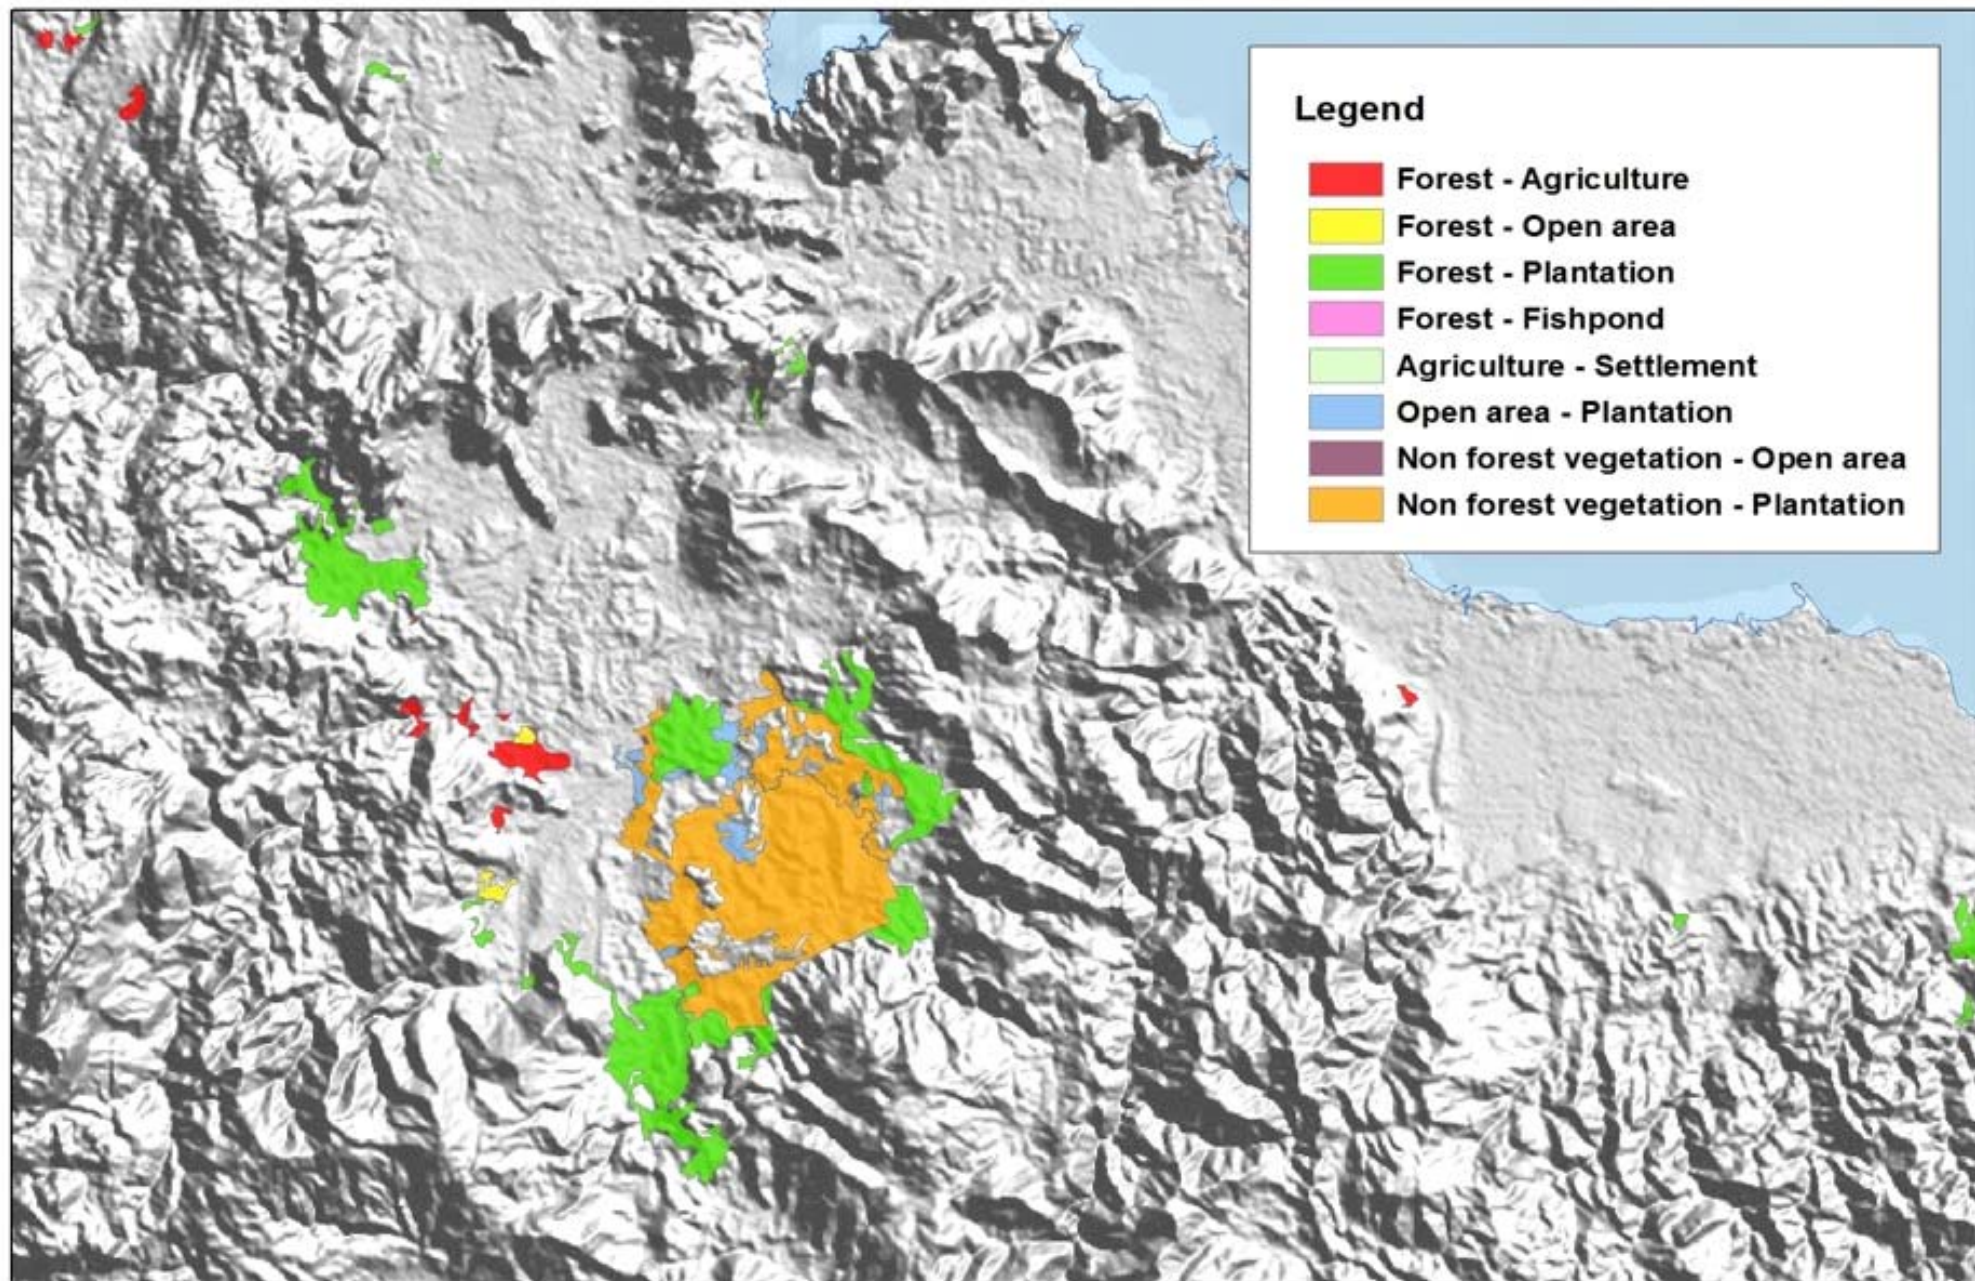 Legend
Forest - Agriculture
Forest - Open area
Forest - Plantation
Forest - Fishpond
Agriculture - Settlement
Open area - Plantation
Non forest vegetation - Open area
Non forest vegetation - Plantation